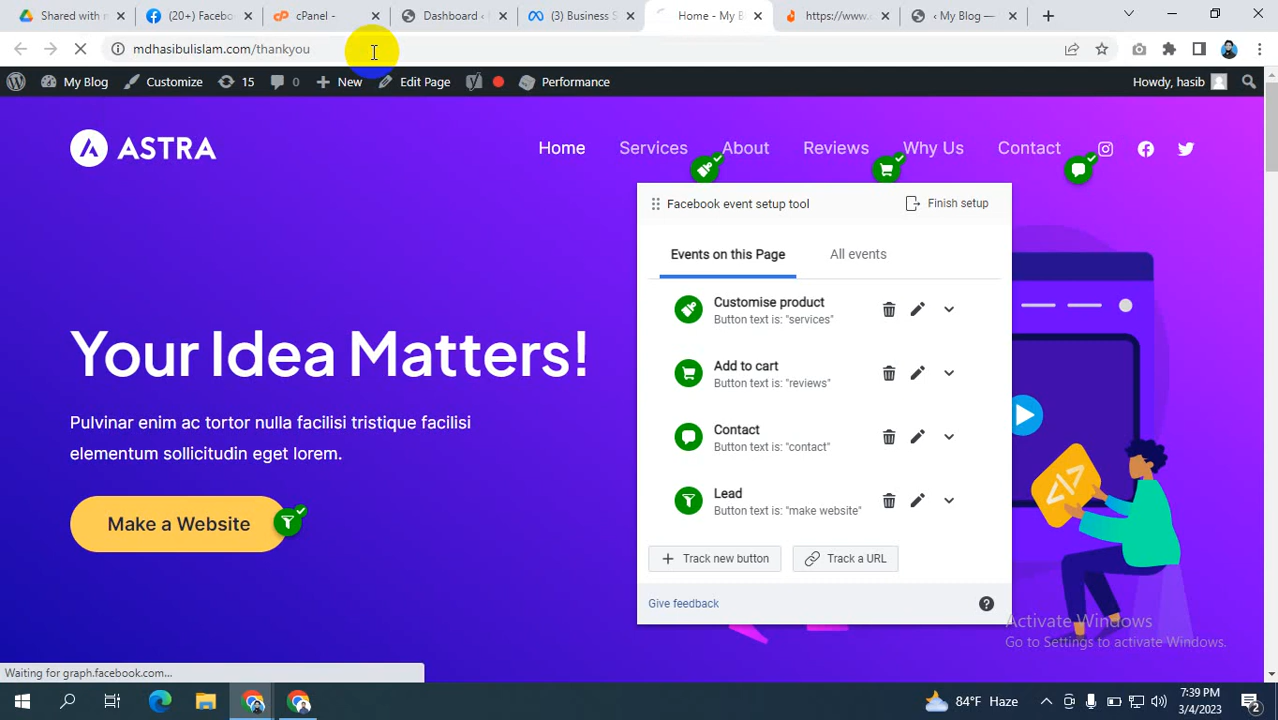 Shared with m
(20+) Facebo
cPanel -
Dashboard ‹
(3) Business S
Home - My B
https://www.
‹ My Blog —
mdhasibulislam.com/thankyou
My Blog
Customize
15
0
New
Edit Page
Performance
Howdy, hasib
ASTRA
Home
Services
About
Reviews
Why Us
Contact
Facebook event setup tool
Finish setup
Events on this Page
All events
Customise product
Button text is: "services"
Your Idea Matters!
Add to cart
Button text is: "reviews"
Pulvinar enim ac tortor nulla facilisi tristique facilisi
elementum sollicitudin eget lorem.
Contact
Button text is: "contact"
Lead
Button text is: "make website"
Make a Website
Track new button
Track a URL
Give feedback
Activate Windows
Go to Settings to activate Windows.
Waiting for graph.facebook.com...
84°F Haze
7:39 PM
3/4/2023
2